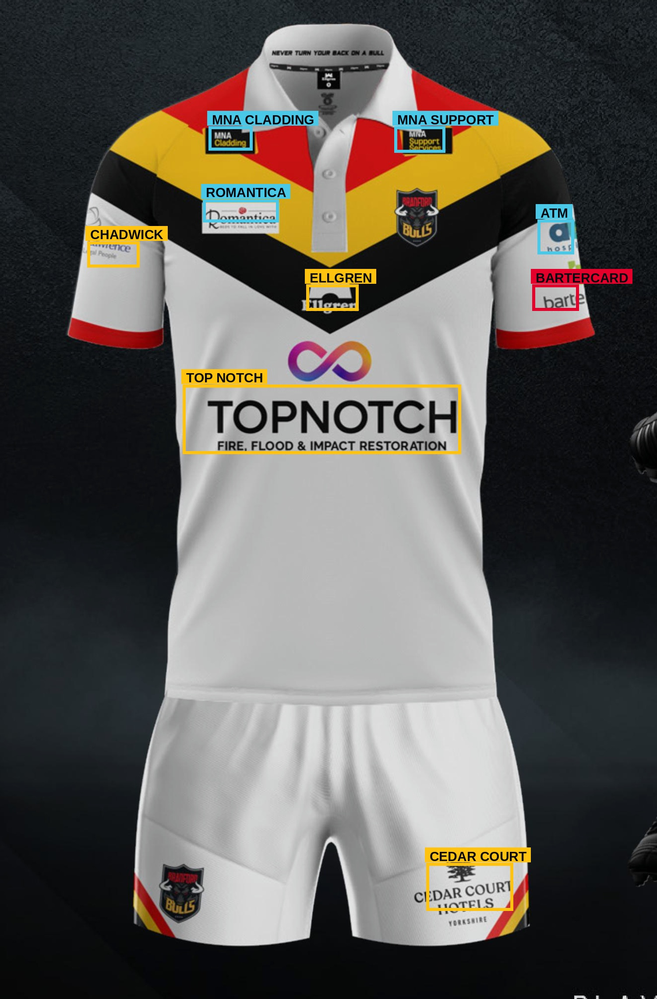 NEVER TURN YOUR BACK ON A BULL
Ellgren
MNA CLADDING
MNA
Cladding
MNA SUPPORT
MNA
Support
Services
ROMANTICA
Romantica
BEDS TO FALL IN LOVE WITH
BRADFORD
BULLS
ATM
hospi
CHADWICK
awrence
Legal People
ELLGREN
Ellgren
BARTERCARD
barte
TOP NOTCH
TOPNOTCH
FIRE, FLOOD & IMPACT RESTORATION
CEDAR COURT
CEDAR COURT
HOTELS
YORKSHIRE
BRADFORD
BULLS